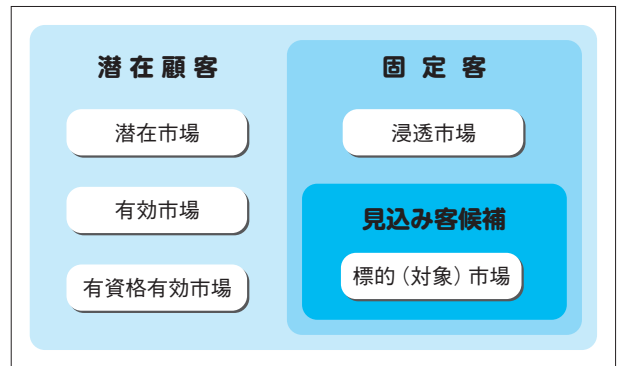 潜在顧客
潜在市場
有効市場
有資格有効市場
固定客
浸透市場
見込み客候補
標的（対象）市場